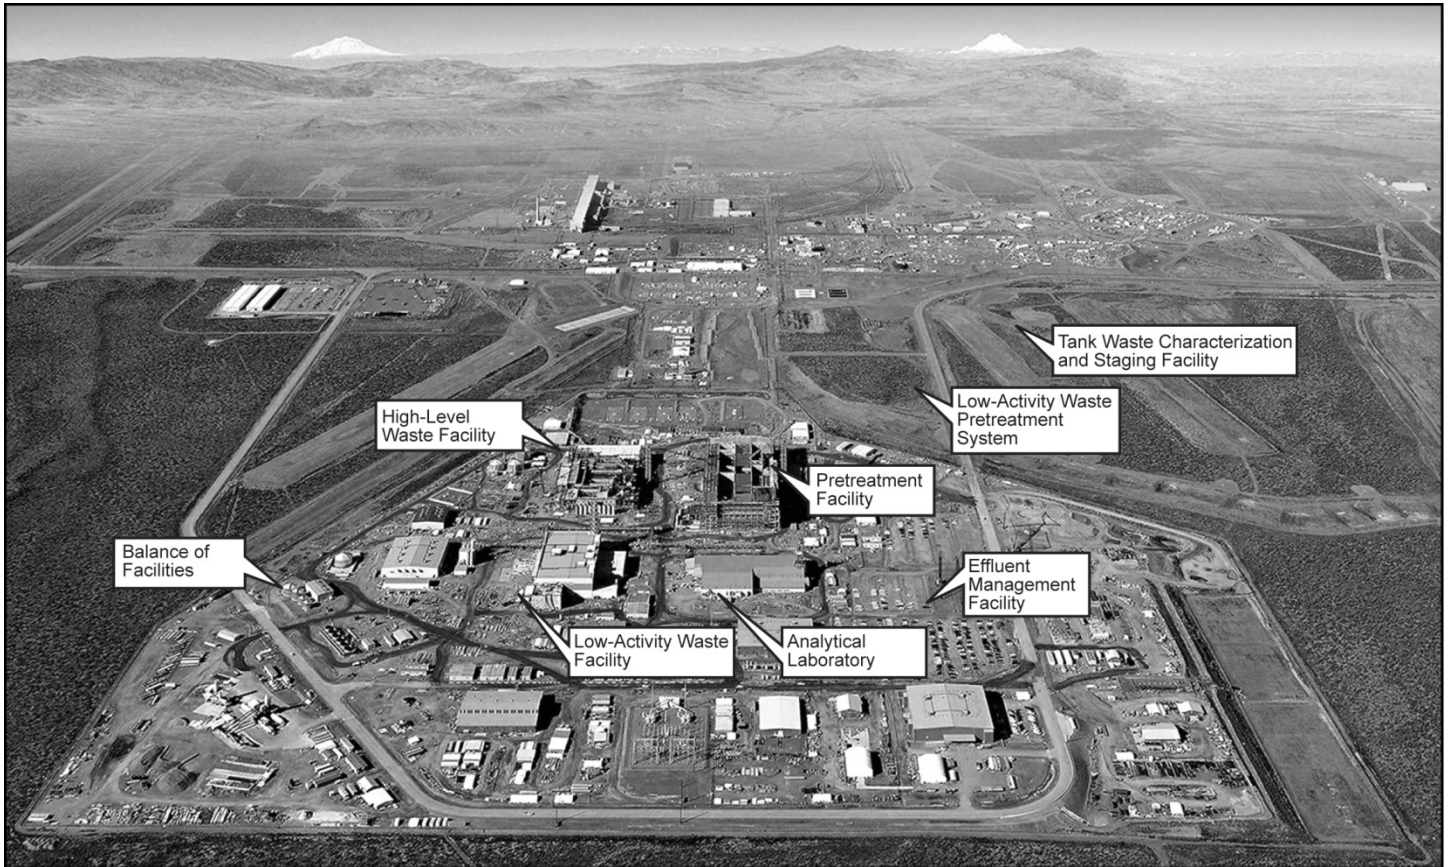 Tank Waste Characterization
and Staging Facility
Low-Activity Waste
Pretreatment
System
High-Level
Waste Facility
Pretreatment
Facility
Balance of
Facilities
Effluent
Management
Facility
Low-Activity Waste
Facility
Analytical
Laboratory